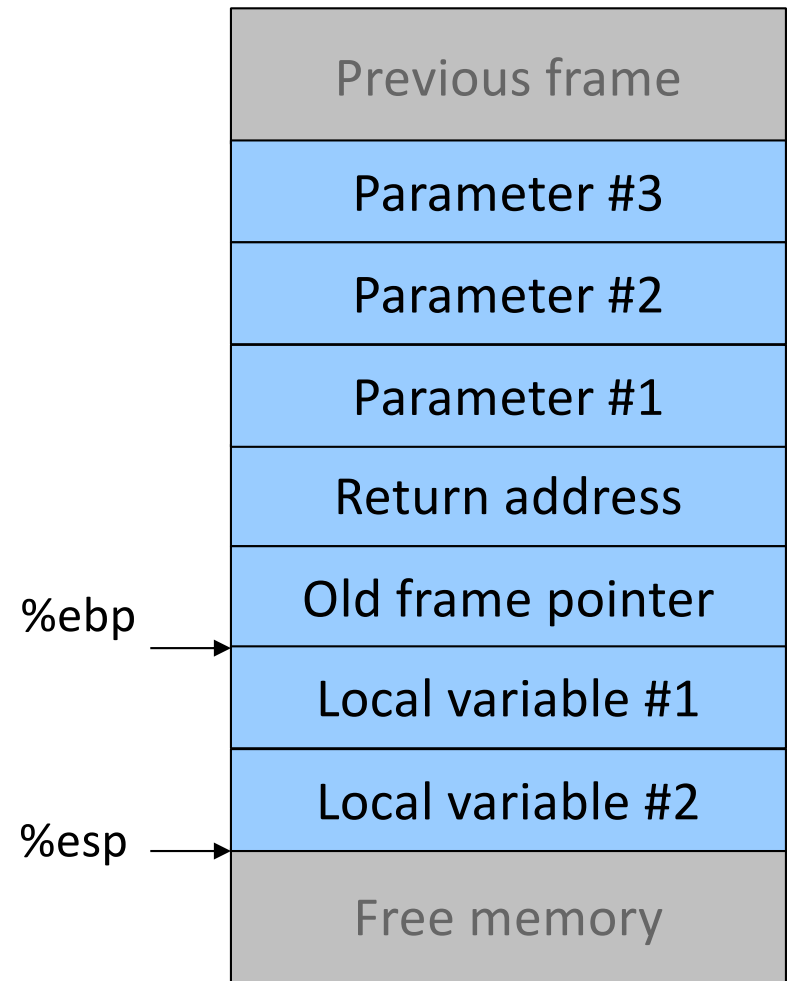 Previous frame
Parameter #3
Parameter #2
Parameter #1
Return address
Old frame pointer
%ebp
Local variable #1
Local variable #2
%esp
Free memory